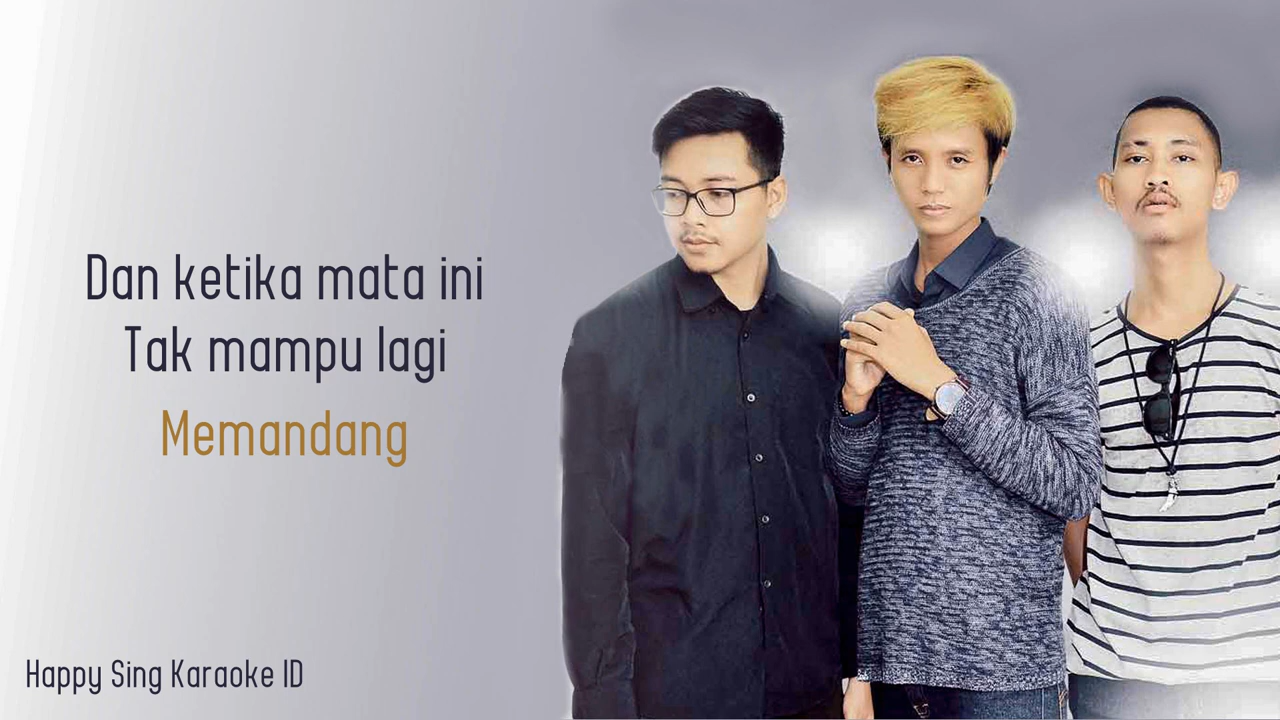 Dan ketika mata ini
Tak mampu lagi
Memandang
Happy Sing Karaoke ID